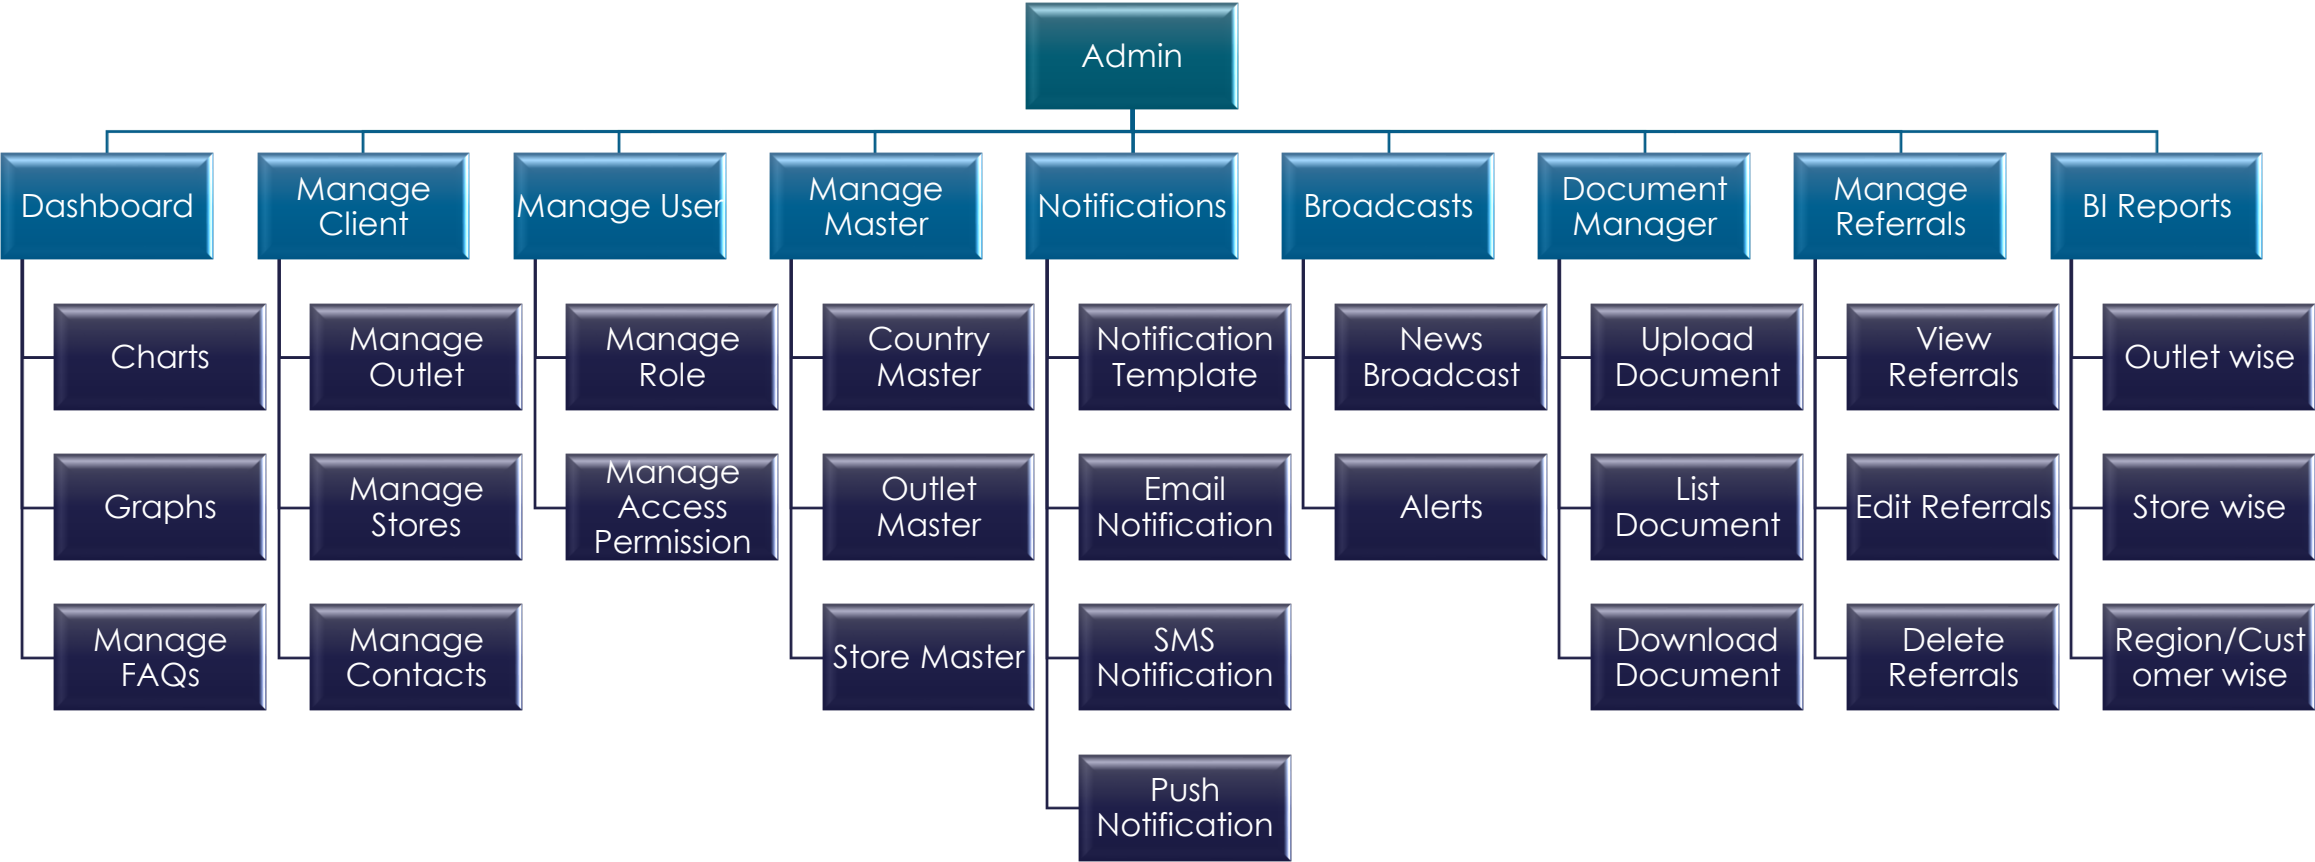 Admin
Dashboard
Manage
Client
Manage User
Manage
Master
Notifications
Broadcasts
Document
Manager
Manage
Referrals
BI Reports
Charts
Manage
Outlet
Manage
Role
Country
Master
Notification
Template
News
Broadcast
Upload
Document
View
Referrals
Outlet wise
Graphs
Manage
Stores
Manage
Access
Permission
Outlet
Master
Email
Notification
Alerts
List
Document
Edit Referrals
Store wise
Manage
FAQs
Manage
Contacts
Store Master
SMS
Notification
Download
Document
Delete
Referrals
Region/Cust
omer wise
Push
Notification